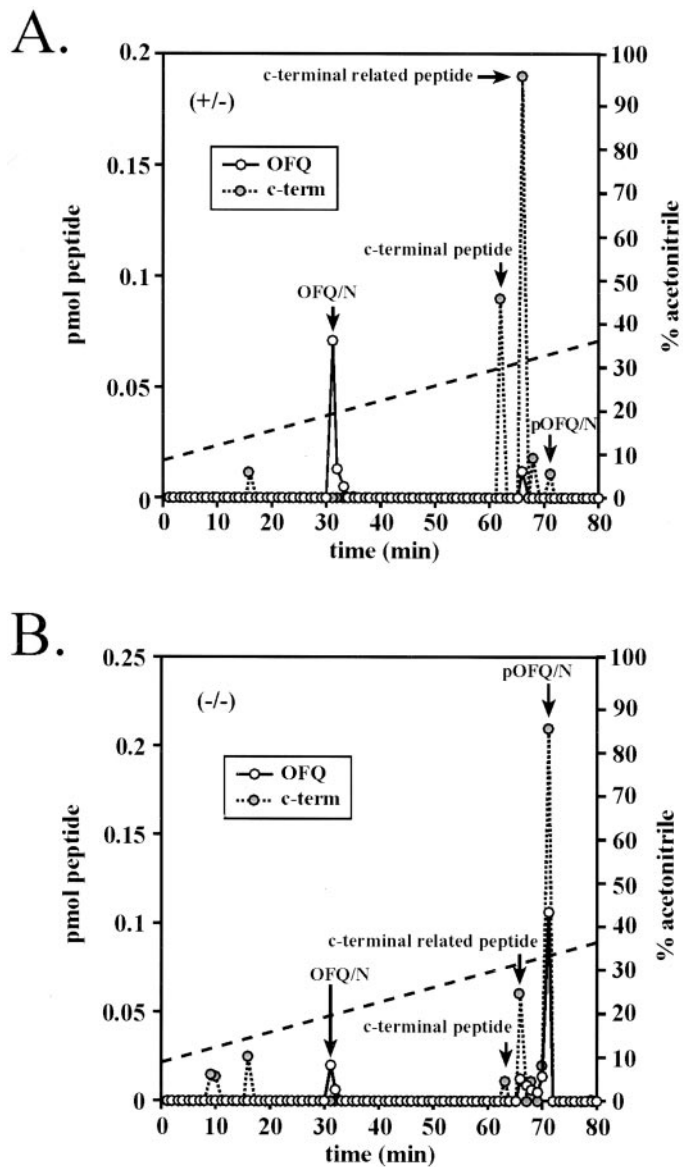 A.
0.2
100
c-terminal related peptide
(+/-)
90
0.15
80
OFQ
70
c-term
60
pmol peptide
0.1
c-terminal peptide
50
% acetonitrile
OFQ/N
40
0.05
30
20
pOFQ/N
10
0
0
0 10 20 30 40 50 60 70 80
time (min)
B.
0.25
100
pOFQ/N
(-/-)
90
0.2
80
OFQ
70
c-term
0.15
60
pmol peptide
50
% acetonitrile
0.1
40
c-terminal related peptide
OFQ/N
30
0.05
c-terminal peptide
20
10
0
0
0 10 20 30 40 50 60 70 80
time (min)